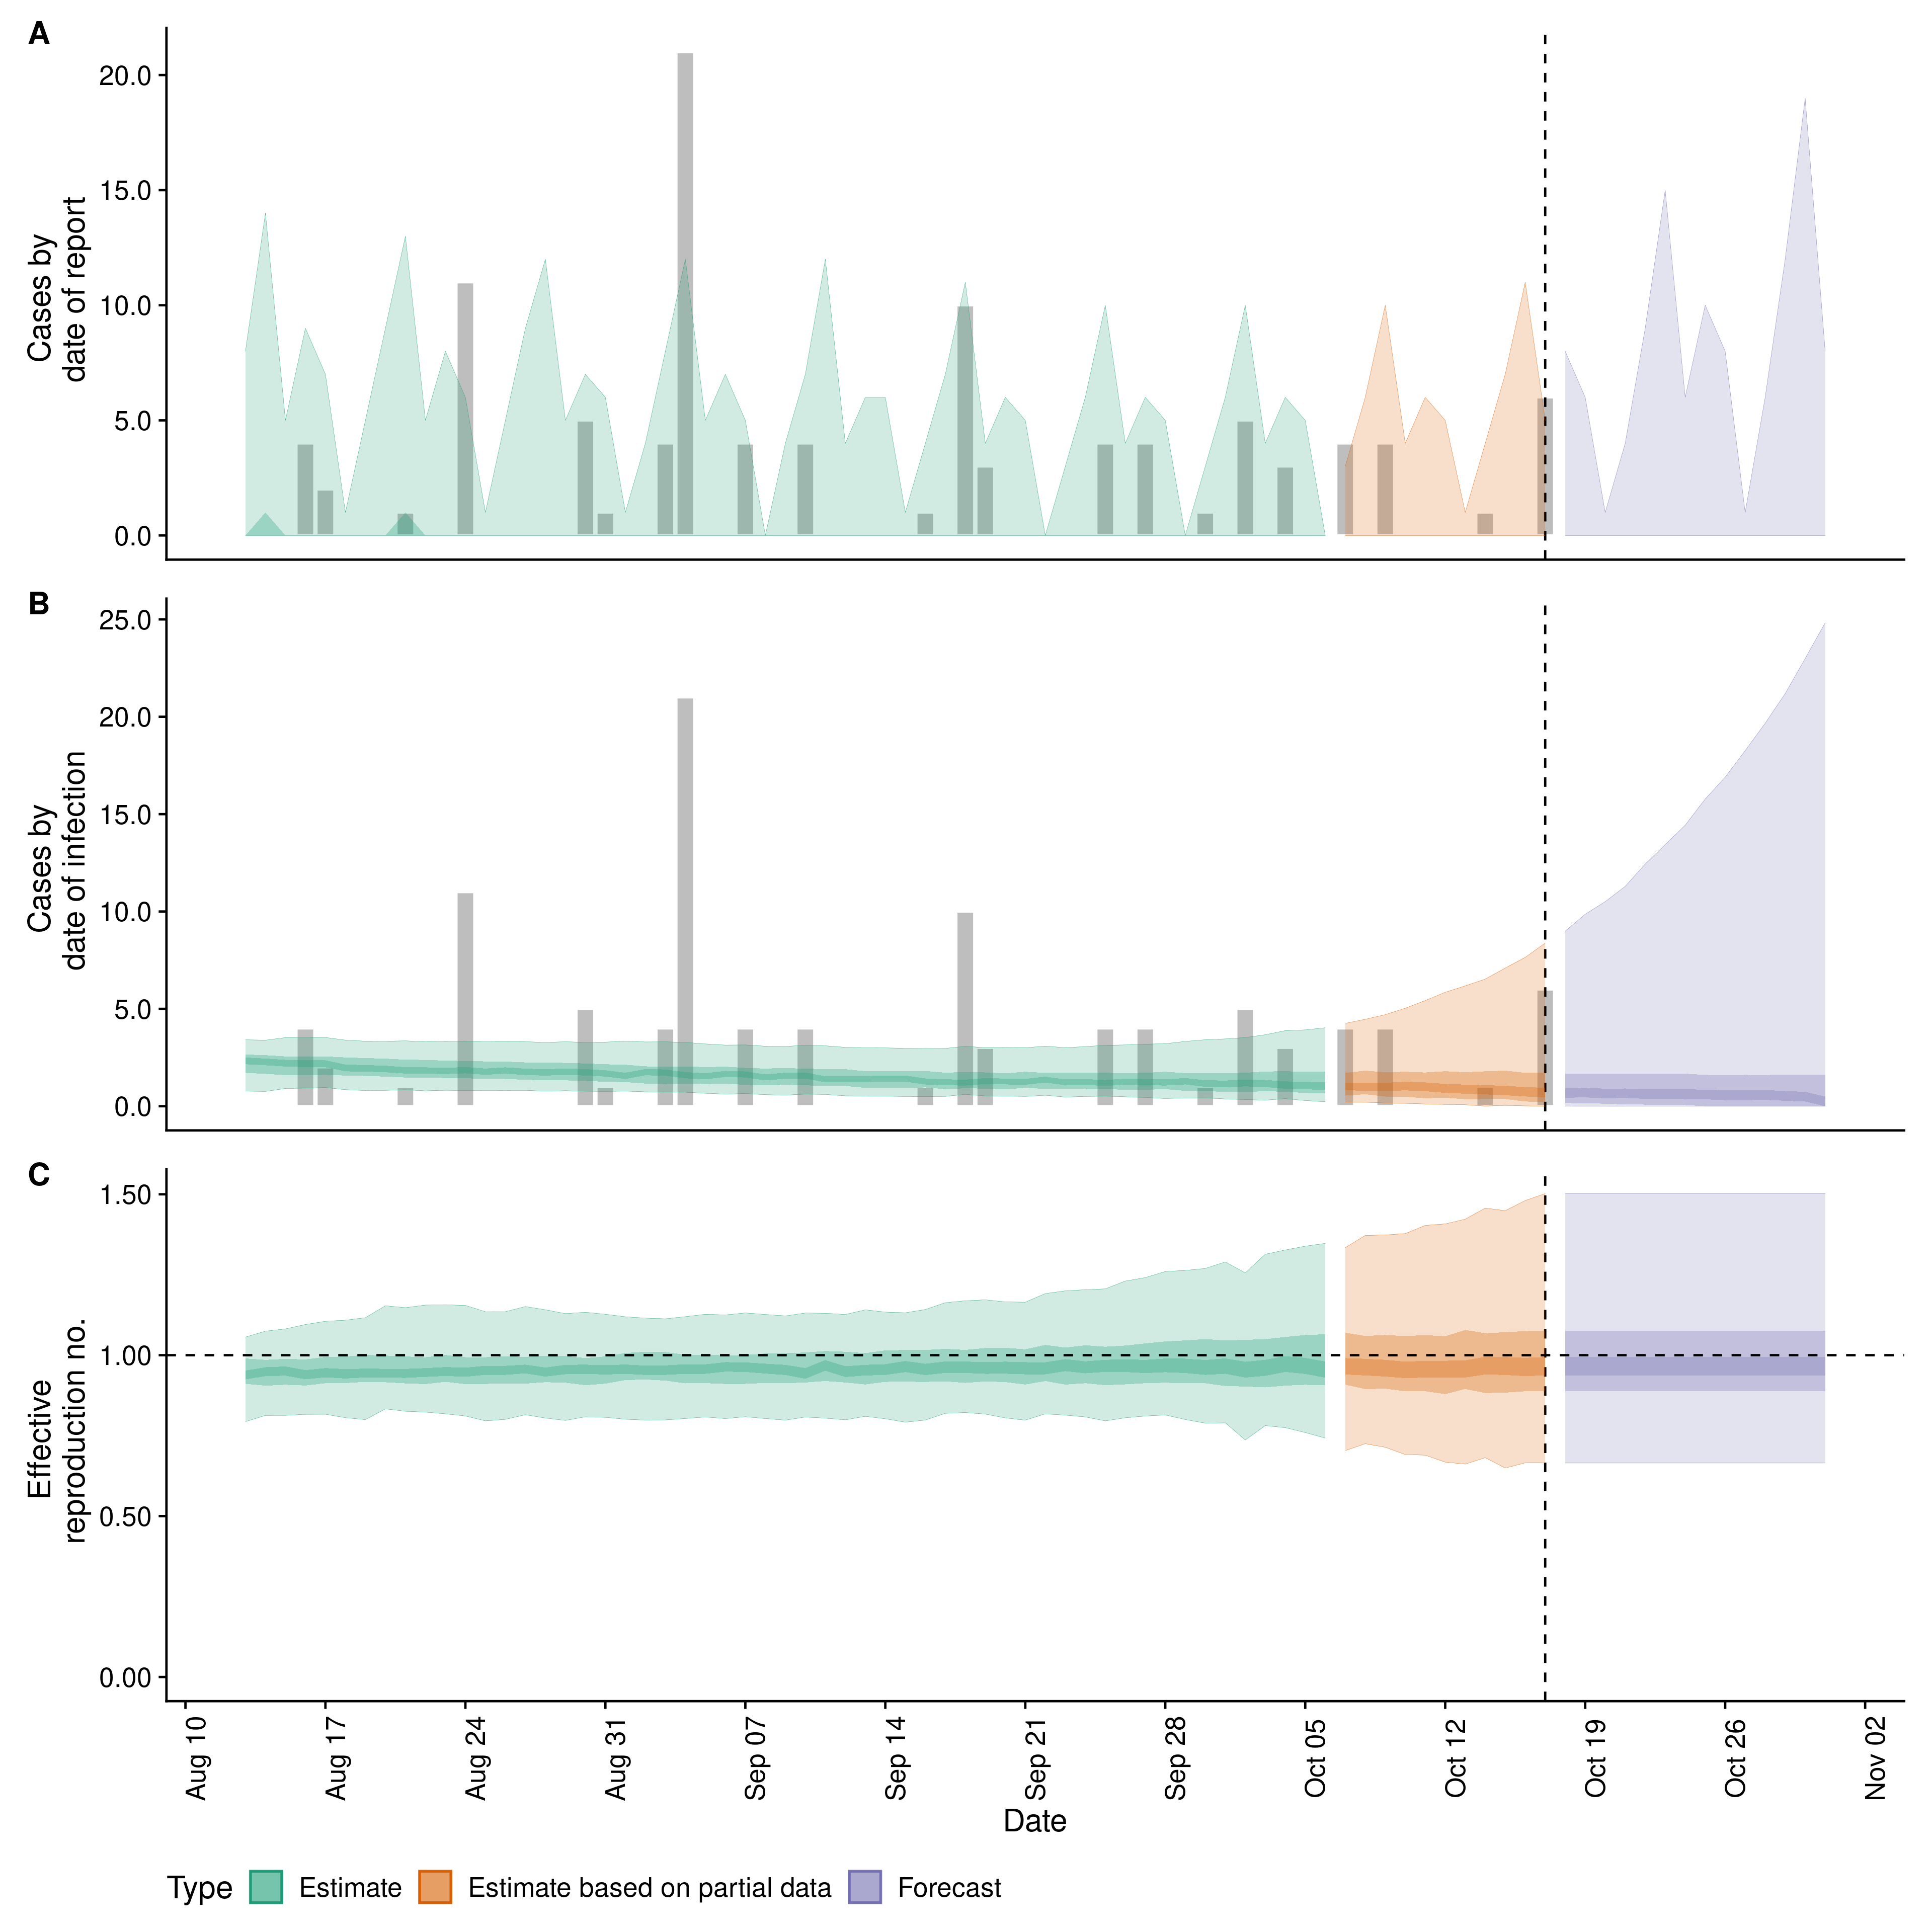 A
Cases by
date of report
20.0
15.0
10.0
5.0
0.0
B
Cases by
date of infection
25.0
20.0
15.0
10.0
5.0
0.0
C
Effective
reproduction no.
1.50
1.00
0.50
0.00
Aug 10
Aug 17
Aug 24
Aug 31
Sep 07
Sep 14
Sep 21
Sep 28
Oct 05
Oct 12
Oct 19
Oct 26
Nov 02
Date
Type Estimate Estimate based on partial data Forecast